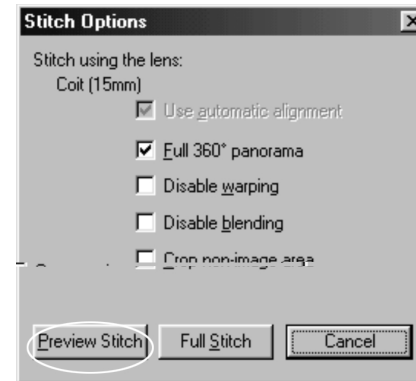 Stitch Options
Stitch using the lens:
Coit (15mm)
Use automatic alignment
Full 360° panorama
Disable warping
Disable blending
Crop non-image area
Preview Stitch Full Stitch Cancel